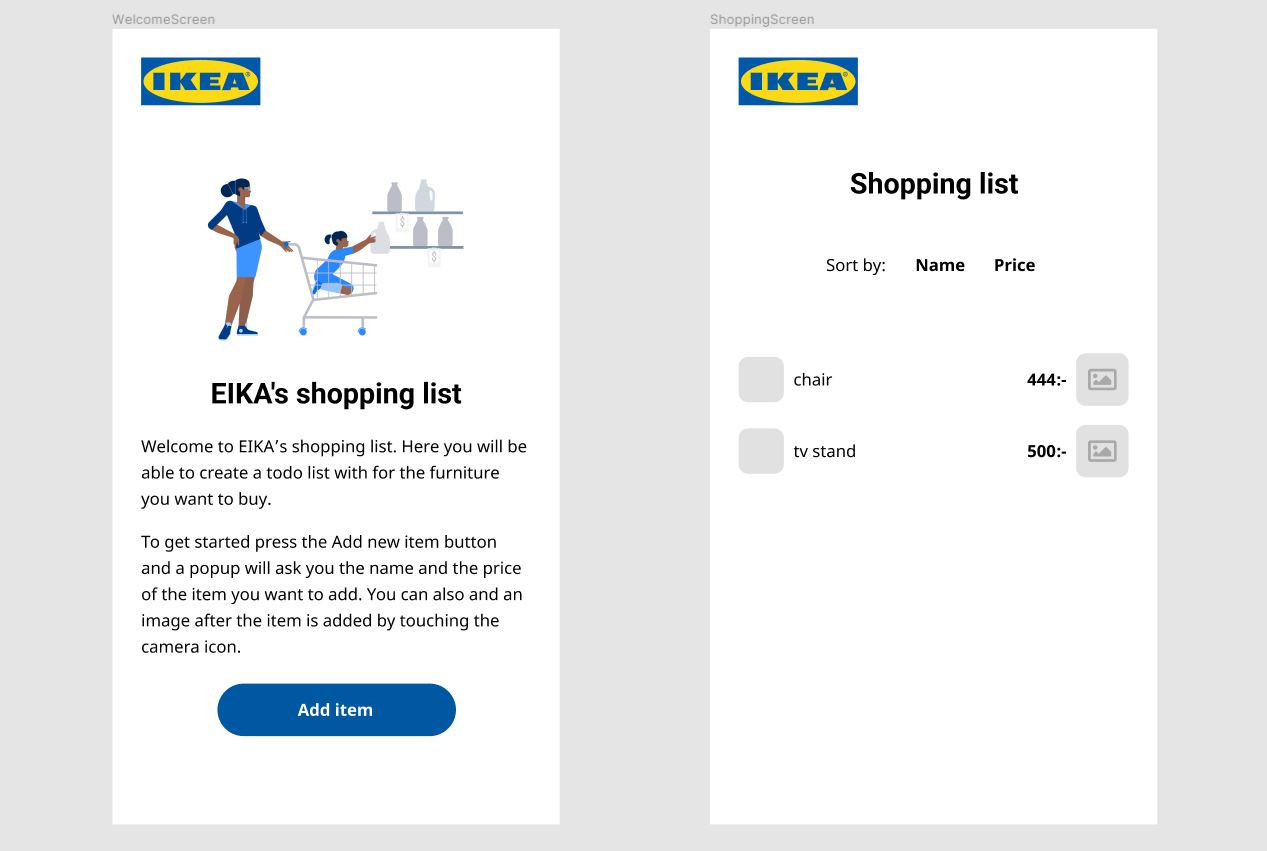 WelcomeScreen
IKEA®
EIKA's shopping list
Welcome to EIKA’s shopping list. Here you will be
able to create a todo list with for the furniture
you want to buy.
To get started press the Add new item button
and a popup will ask you the name and the price
of the item you want to add. You can also and an
image after the item is added by touching the
camera icon.
Add item
ShoppingScreen
IKEA®
Shopping list
Sort by: Name Price
chair 444:-
tv stand 500:-